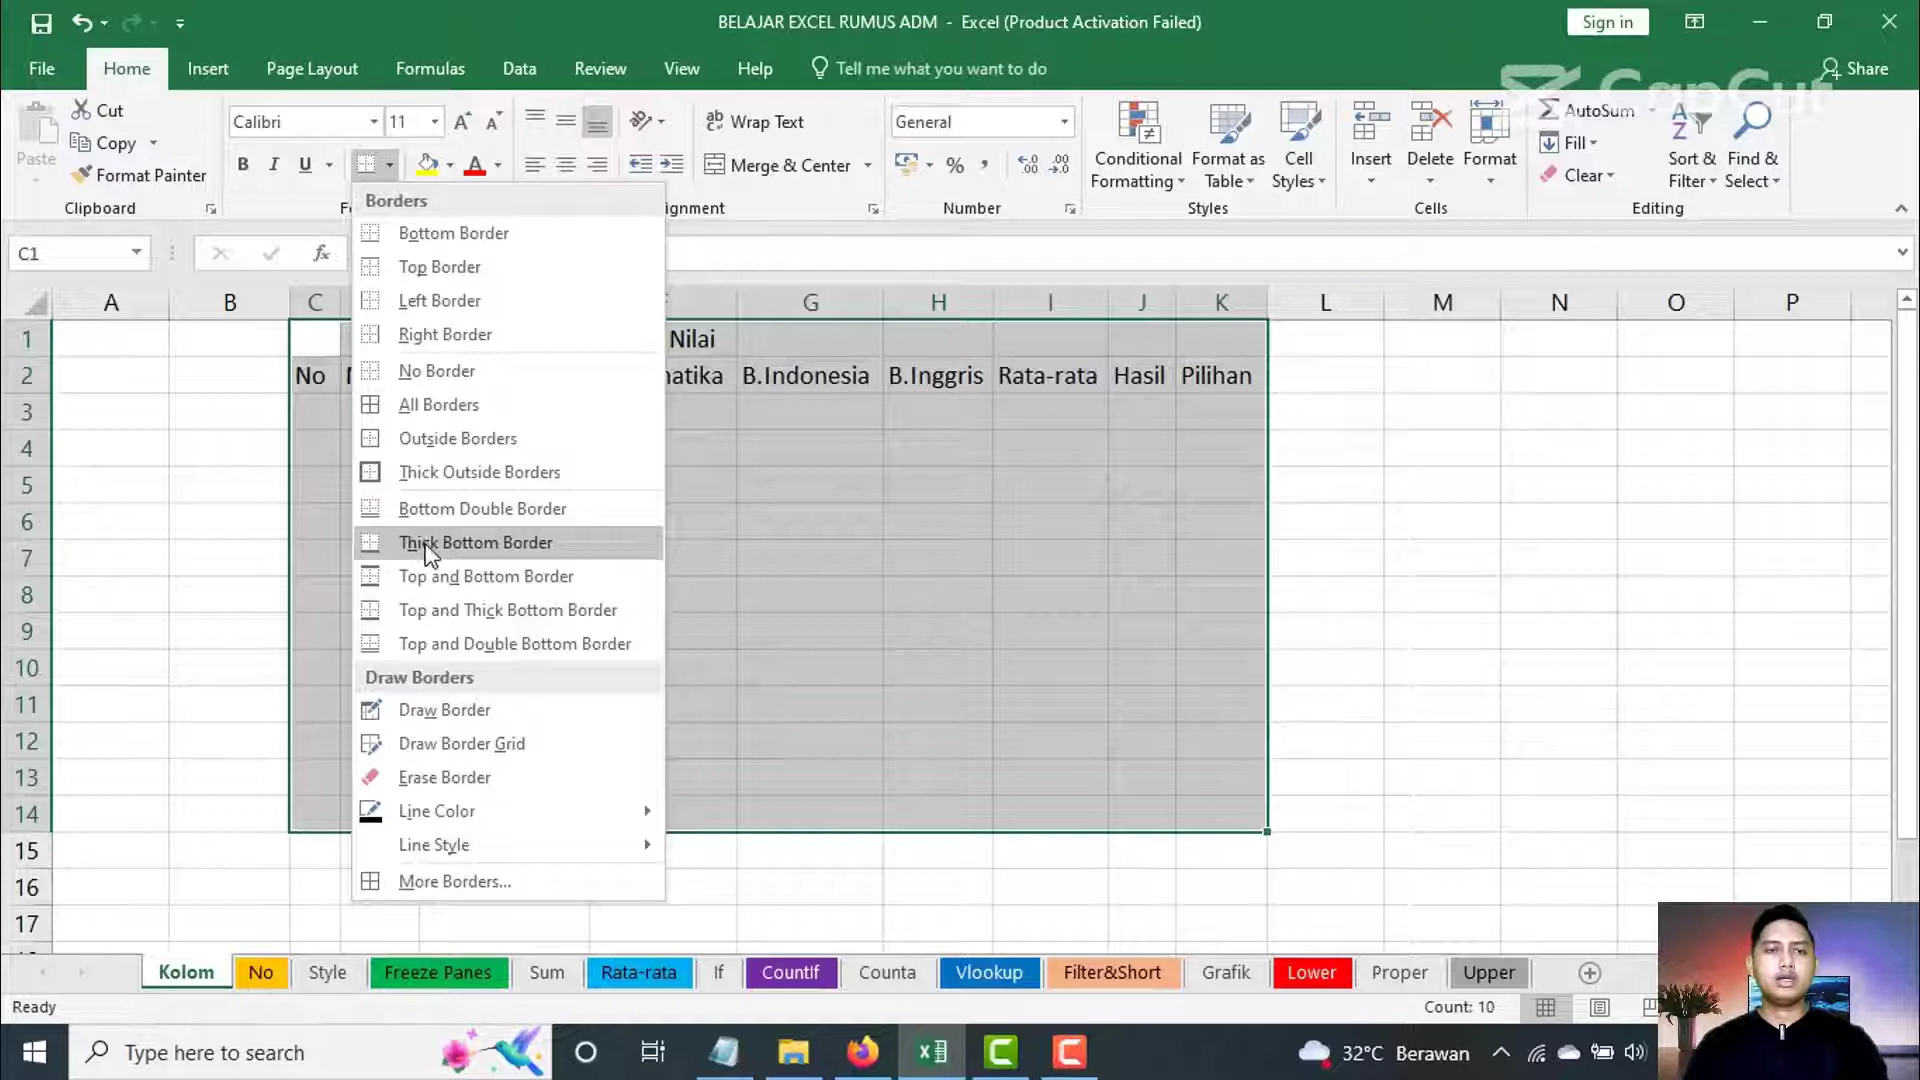 BELAJAR EXCEL RUMUS ADM - Excel (Product Activation Failed)
Sign in
File Home Insert Page Layout Formulas Data Review View Help Tell me what you want to do Share
CapCut
Paste
Cut
Copy
Format Painter
Clipboard
Calibri 11
B I U
Wrap Text
Merge & Center
General
Number
Conditional Formatting
Format as Table
Cell Styles
Styles
Insert Delete Format
Cells
AutoSum
Fill
Clear
Sort & Filter
Find & Select
Editing
C1
fx
Borders
Bottom Border
Top Border
Left Border
Right Border
No Border
All Borders
Outside Borders
Thick Outside Borders
Bottom Double Border
Thick Bottom Border
Top and Bottom Border
Top and Thick Bottom Border
Top and Double Bottom Border
Draw Borders
Draw Border
Draw Border Grid
Erase Border
Line Color
Line Style
More Borders...
A B C G H I J K L M N O P
1 Nilai
2 No B.Indonesia B.Inggris Rata-rata Hasil Pilihan
3
4
5
6
7
8
9
10
11
12
13
14
15
16
17
Kolom No Style Freeze Panes Sum Rata-rata If CountIf Counta Vlookup Filter&Short Grafik Lower Proper Upper
Ready
Count: 10
Type here to search
32°C Berawan